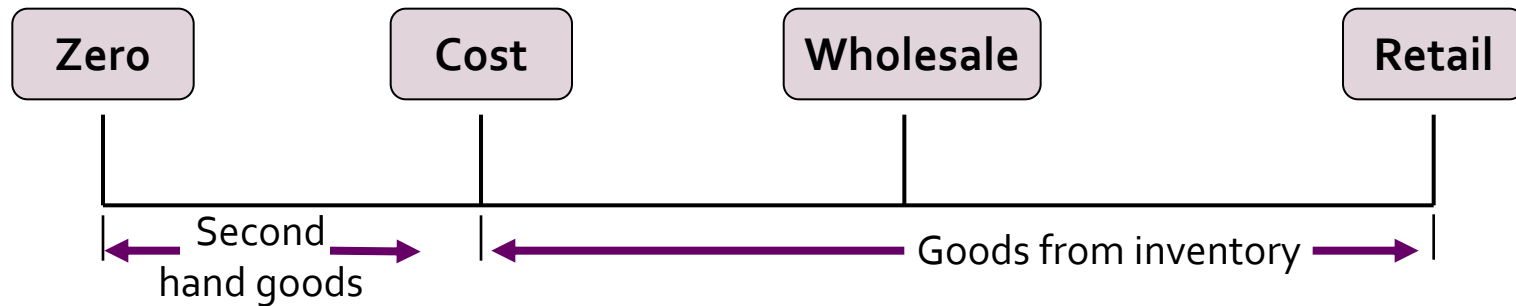 Zero Cost Wholesale Retail
Second
Goods from inventory
hand goods